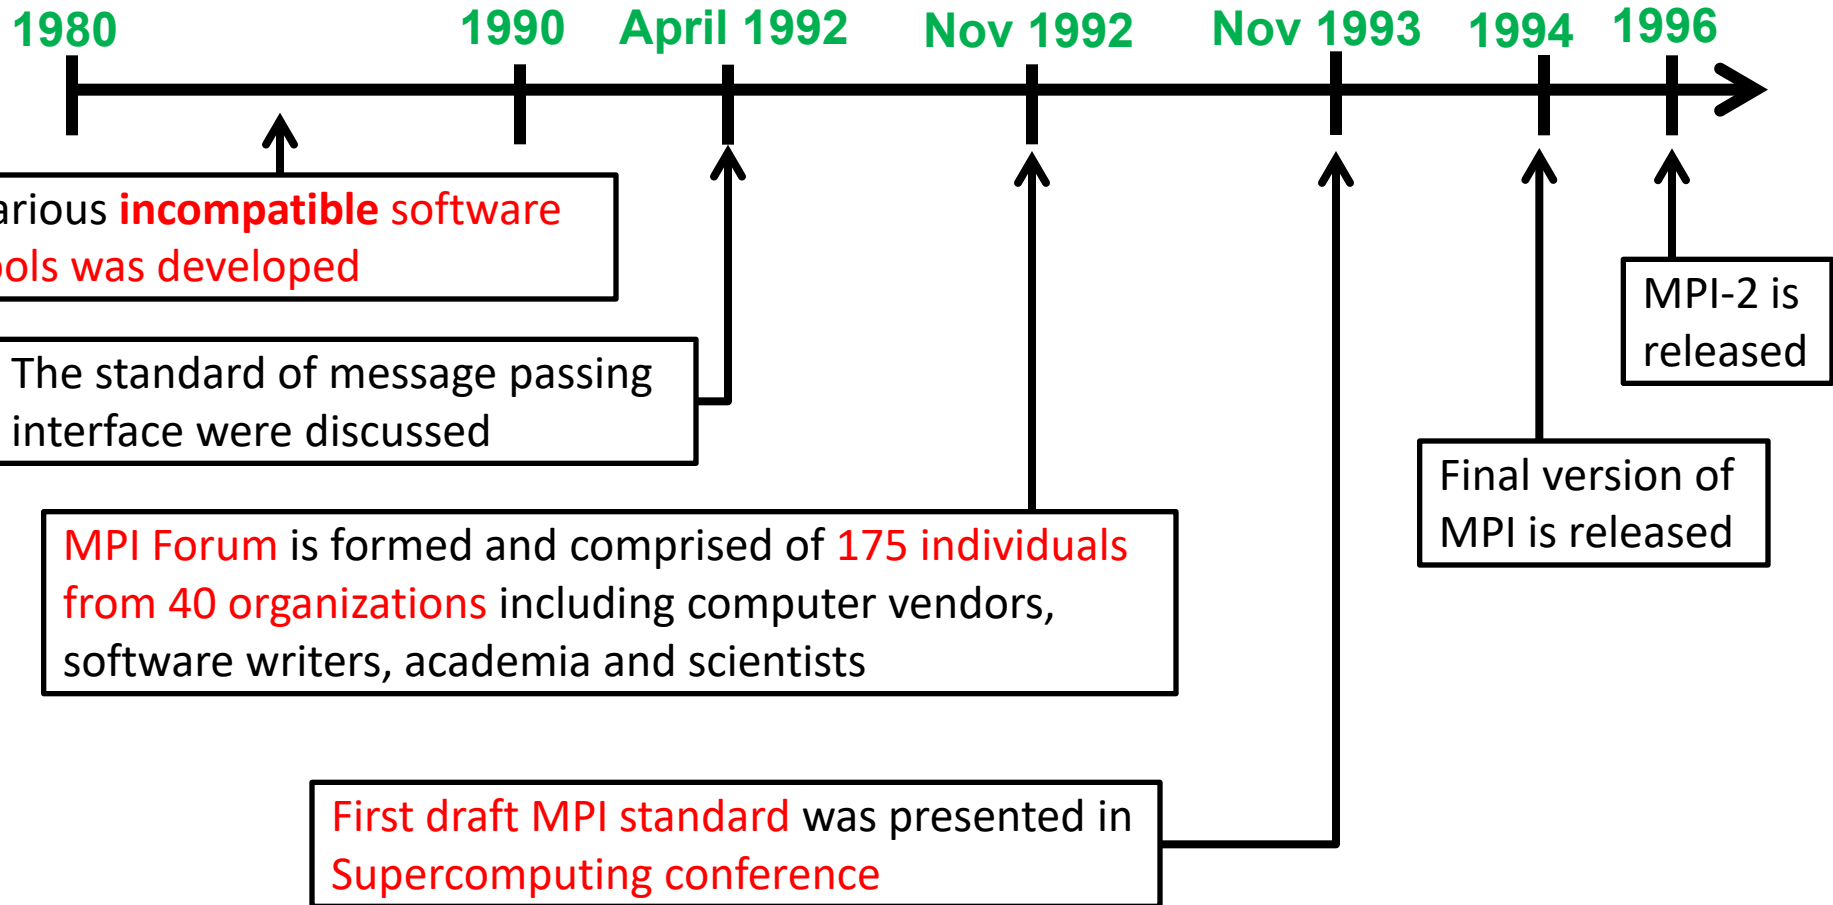 1980 1990 April 1992 Nov 1992 Nov 1993 1994 1996
arious incompatible software
ools was developed
The standard of message passing
interface were discussed
MPI Forum is formed and comprised of 175 individuals
from 40 organizations including computer vendors,
software writers, academia and scientists
First draft MPI standard was presented in
Supercomputing conference
Final version of
MPI is released
MPI-2 is
released